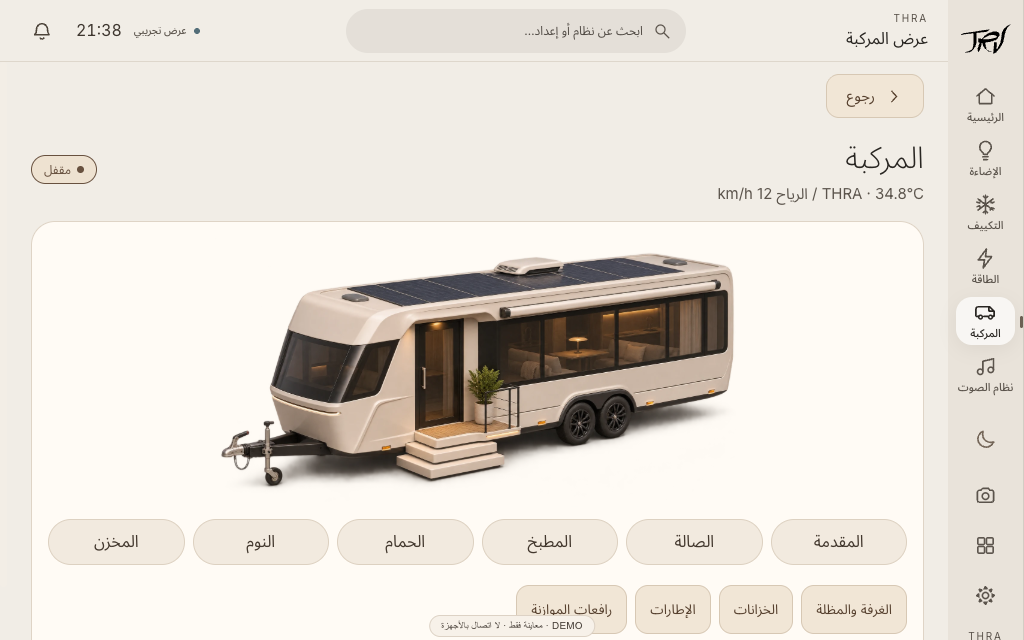 THRA
عرض المركبة
ابحث عن نظام أو إعداد...
عرض تجريبي
21:38
رجوع
المركبة
مقفل
THRA · 34.8°C / الرياح 12 km/h
المقدمة
الصالة
المطبخ
الحمام
النوم
المخزن
الغرفة والمظلة
الخزانات
الإطارات
رافعات الموازنة
DEMO · معاينة فقط · لا اتصال بالأجهزة
الرئيسية
الإضاءة
التكييف
الطاقة
المركبة
نظام الصوت
THRA